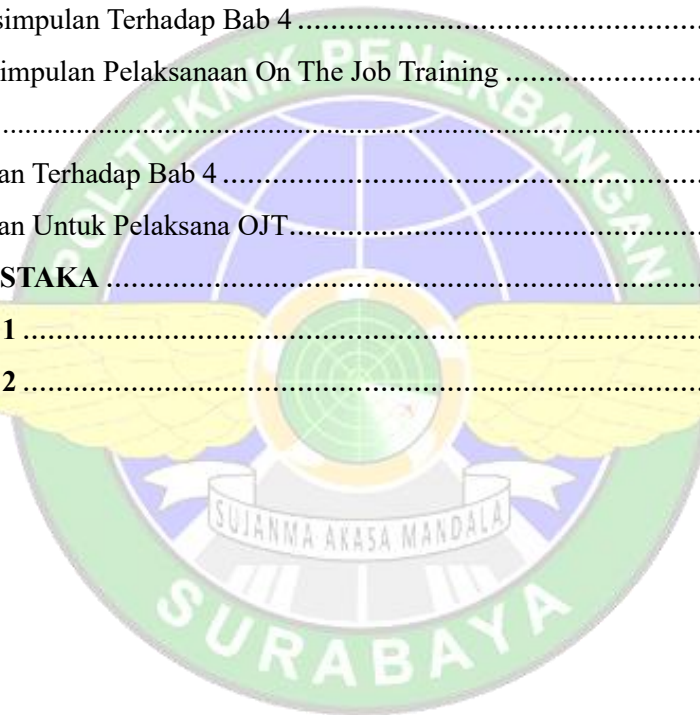 simpulan Terhadap Bab 4 ........................................................
impulan Pelaksanaan On The Job Training ............................
........................................................................................................
an Terhadap Bab 4 ....................................................................
an Untuk Pelaksana OJT..........................................................
STAKA .....................................................................................
1 .................................................................................................
2 .................................................................................................
POLITEKNIK PENERBANGAN
SUJANMA AKASA MANDALA
SURABAYA